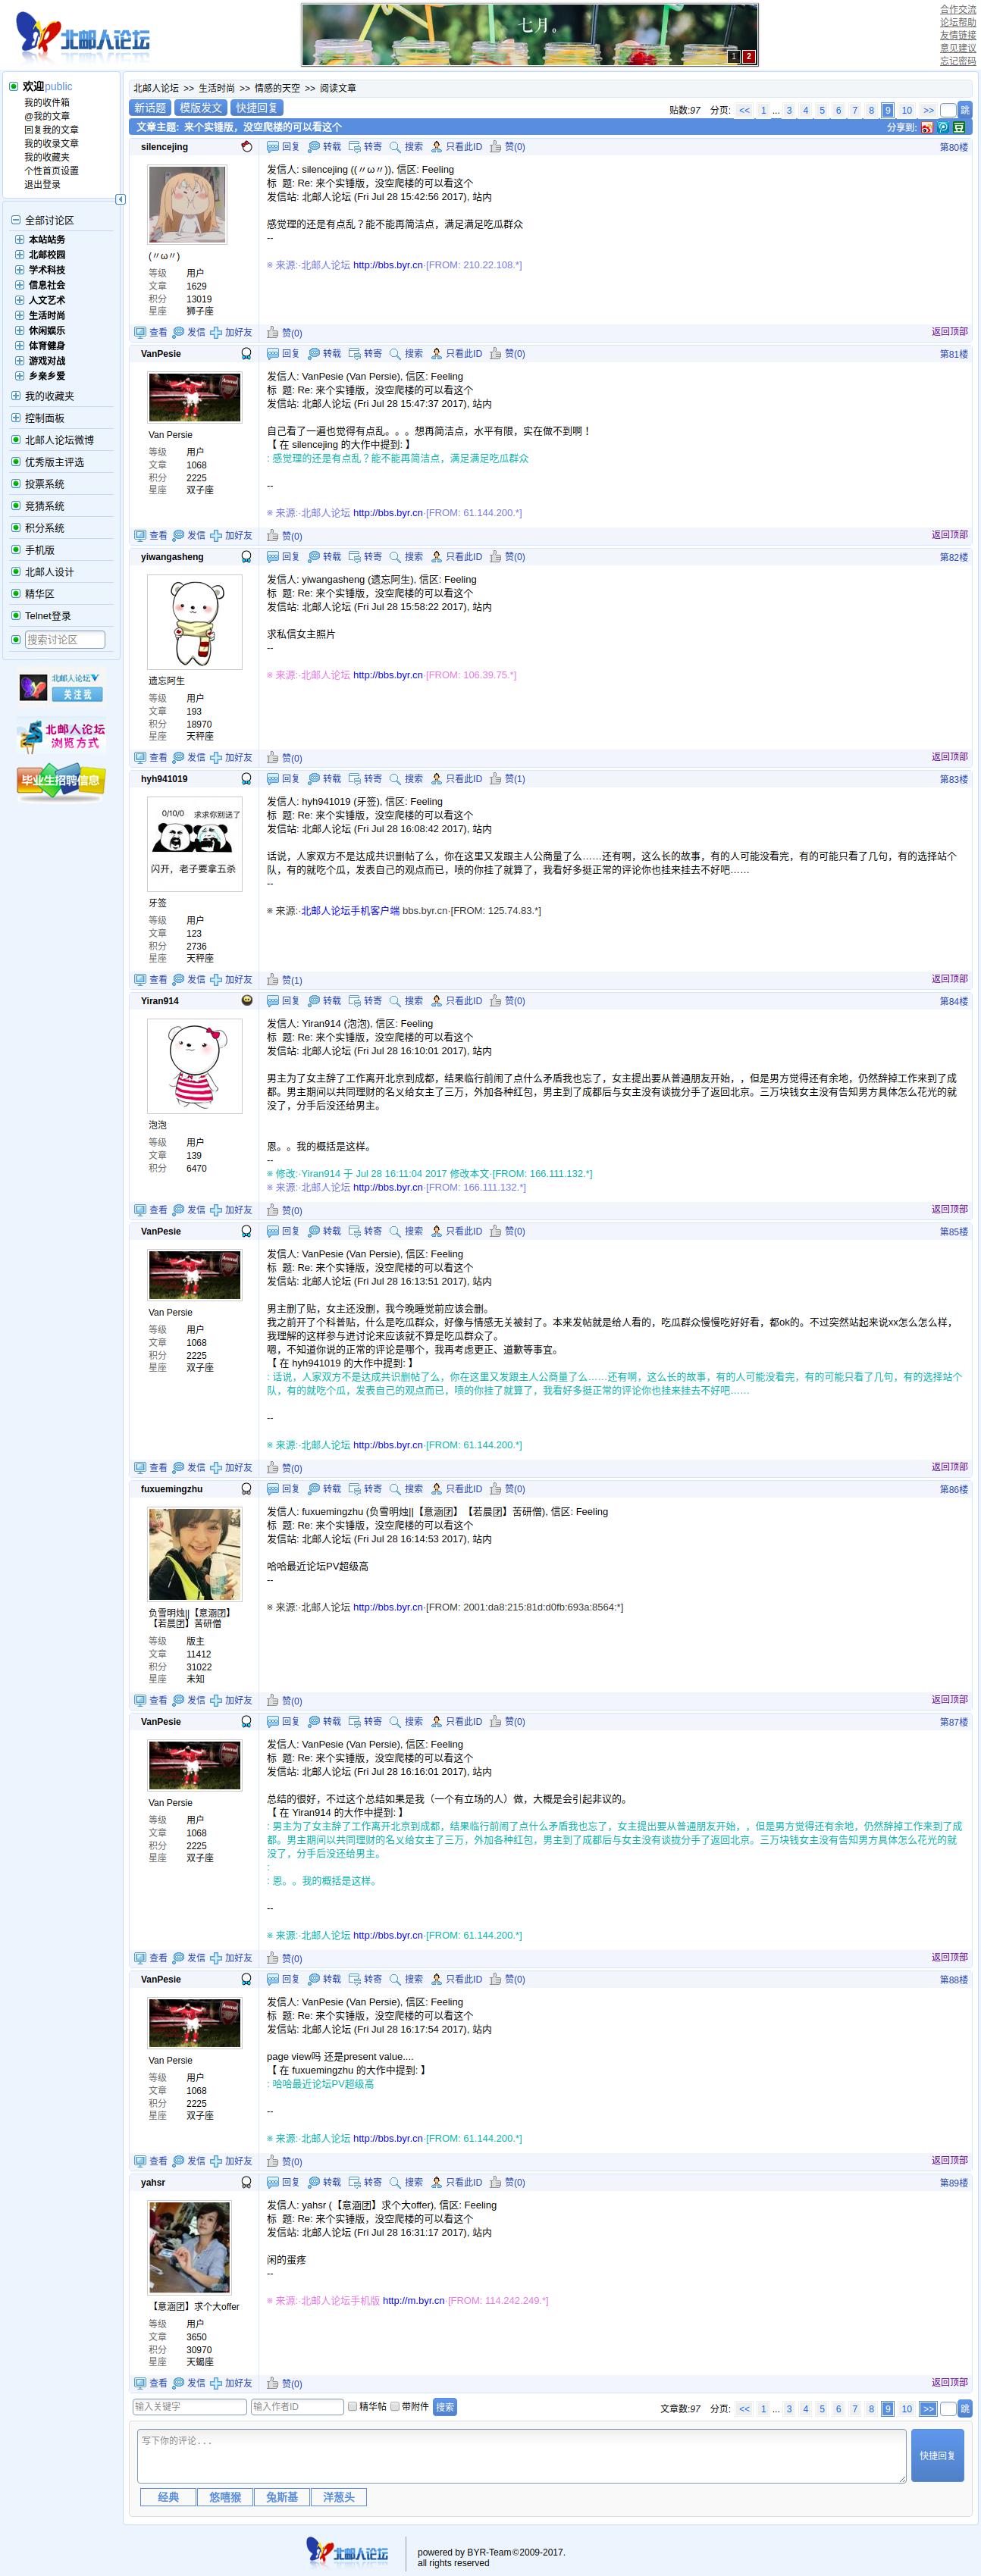 北邮人论坛
七月。
1 2
合作交流
论坛帮助
友情链接
意见建议
忘记密码
欢迎public
我的收件箱
@我的文章
回复我的文章
我的收录文章
我的收藏夹
个性首页设置
退出登录
全部讨论区
本站站务
北邮校园
学术科技
信息社会
人文艺术
生活时尚
休闲娱乐
体育健身
游戏对战
乡亲乡爱
我的收藏夹
控制面板
北邮人论坛微博
优秀版主评选
投票系统
竞猜系统
积分系统
手机版
北邮人设计
精华区
Telnet登录
搜索讨论区
北邮人论坛
关注我
北邮人论坛
浏览方式
毕业生招聘信息
北邮人论坛 >> 生活时尚 >> 情感的天空 >> 阅读文章
新话题 模版发文 快捷回复
贴数:97 分页: << 1 ... 3 4 5 6 7 8 9 10 >> 跳
文章主题: 来个实锤版，没空爬楼的可以看这个
分享到:
silencejing
回复 转载 转寄 搜索 只看此ID 赞(0)
第80楼
(〃ω〃)
等级 用户
文章 1629
积分 13019
星座 狮子座
发信人: silencejing ((〃ω〃)), 信区: Feeling
标 题: Re: 来个实锤版，没空爬楼的可以看这个
发信站: 北邮人论坛 (Fri Jul 28 15:42:56 2017), 站内
感觉理的还是有点乱？能不能再简洁点，满足满足吃瓜群众
--
※ 来源:·北邮人论坛 http://bbs.byr.cn·[FROM: 210.22.108.*]
查看 发信 加好友 赞(0) 返回顶部
VanPesie
回复 转载 转寄 搜索 只看此ID 赞(0)
第81楼
Van Persie
等级 用户
文章 1068
积分 2225
星座 双子座
发信人: VanPesie (Van Persie), 信区: Feeling
标 题: Re: 来个实锤版，没空爬楼的可以看这个
发信站: 北邮人论坛 (Fri Jul 28 15:47:37 2017), 站内
自己看了一遍也觉得有点乱。。。想再简洁点，水平有限，实在做不到啊！
【 在 silencejing 的大作中提到: 】
: 感觉理的还是有点乱？能不能再简洁点，满足满足吃瓜群众
--
※ 来源:·北邮人论坛 http://bbs.byr.cn·[FROM: 61.144.200.*]
查看 发信 加好友 赞(0) 返回顶部
yiwangasheng
回复 转载 转寄 搜索 只看此ID 赞(0)
第82楼
遗忘阿生
等级 用户
文章 193
积分 18970
星座 天秤座
发信人: yiwangasheng (遗忘阿生), 信区: Feeling
标 题: Re: 来个实锤版，没空爬楼的可以看这个
发信站: 北邮人论坛 (Fri Jul 28 15:58:22 2017), 站内
求私信女主照片
--
※ 来源:·北邮人论坛 http://bbs.byr.cn·[FROM: 106.39.75.*]
查看 发信 加好友 赞(0) 返回顶部
hyh941019
回复 转载 转寄 搜索 只看此ID 赞(1)
第83楼
0/10/0 求求你别送了
闪开，老子要拿五杀
牙签
等级 用户
文章 123
积分 2736
星座 天秤座
发信人: hyh941019 (牙签), 信区: Feeling
标 题: Re: 来个实锤版，没空爬楼的可以看这个
发信站: 北邮人论坛 (Fri Jul 28 16:08:42 2017), 站内
话说，人家双方不是达成共识删帖了么，你在这里又发跟主人公商量了么……还有啊，这么长的故事，有的人可能没看完，有的可能只看了几句，有的选择站个
队，有的就吃个瓜，发表自己的观点而已，喷的你挂了就算了，我看好多挺正常的评论你也挂来挂去不好吧……
--
※ 来源:·北邮人论坛手机客户端 bbs.byr.cn·[FROM: 125.74.83.*]
查看 发信 加好友 赞(1) 返回顶部
Yiran914
回复 转载 转寄 搜索 只看此ID 赞(0)
第84楼
泡泡
等级 用户
文章 139
积分 6470
发信人: Yiran914 (泡泡), 信区: Feeling
标 题: Re: 来个实锤版，没空爬楼的可以看这个
发信站: 北邮人论坛 (Fri Jul 28 16:10:01 2017), 站内
男主为了女主辞了工作离开北京到成都，结果临行前闹了点什么矛盾我也忘了，女主提出要从普通朋友开始，，但是男方觉得还有余地，仍然辞掉工作来到了成
都。男主期间以共同理财的名义给女主了三万，外加各种红包，男主到了成都后与女主没有谈拢分手了返回北京。三万块钱女主没有告知男方具体怎么花光的就
没了，分手后没还给男主。
恩。。我的概括是这样。
--
※ 修改:·Yiran914 于 Jul 28 16:11:04 2017 修改本文·[FROM: 166.111.132.*]
※ 来源:·北邮人论坛 http://bbs.byr.cn·[FROM: 166.111.132.*]
查看 发信 加好友 赞(0) 返回顶部
VanPesie
回复 转载 转寄 搜索 只看此ID 赞(0)
第85楼
Van Persie
等级 用户
文章 1068
积分 2225
星座 双子座
发信人: VanPesie (Van Persie), 信区: Feeling
标 题: Re: 来个实锤版，没空爬楼的可以看这个
发信站: 北邮人论坛 (Fri Jul 28 16:13:51 2017), 站内
男主删了贴，女主还没删，我今晚睡觉前应该会删。
我之前开了个科普贴，什么是吃瓜群众，好像与情感无关被封了。本来发帖就是给人看的，吃瓜群众慢慢吃好好看，都ok的。不过突然站起来说xx怎么怎么样，
我理解的这样参与进讨论来应该就不算是吃瓜群众了。
嗯，不知道你说的正常的评论是哪个，我再考虑更正、道歉等事宜。
【 在 hyh941019 的大作中提到: 】
: 话说，人家双方不是达成共识删帖了么，你在这里又发跟主人公商量了么……还有啊，这么长的故事，有的人可能没看完，有的可能只看了几句，有的选择站个
队，有的就吃个瓜，发表自己的观点而已，喷的你挂了就算了，我看好多挺正常的评论你也挂来挂去不好吧……
--
※ 来源:·北邮人论坛 http://bbs.byr.cn·[FROM: 61.144.200.*]
查看 发信 加好友 赞(0) 返回顶部
fuxuemingzhu
回复 转载 转寄 搜索 只看此ID 赞(0)
第86楼
负雪明烛||【意涵团】
【若晨团】苦研僧
等级 版主
文章 11412
积分 31022
星座 未知
发信人: fuxuemingzhu (负雪明烛||【意涵团】【若晨团】苦研僧), 信区: Feeling
标 题: Re: 来个实锤版，没空爬楼的可以看这个
发信站: 北邮人论坛 (Fri Jul 28 16:14:53 2017), 站内
哈哈最近论坛PV超级高
--
※ 来源:·北邮人论坛 http://bbs.byr.cn·[FROM: 2001:da8:215:81d:d0fb:693a:8564:*]
查看 发信 加好友 赞(0) 返回顶部
VanPesie
回复 转载 转寄 搜索 只看此ID 赞(0)
第87楼
Van Persie
等级 用户
文章 1068
积分 2225
星座 双子座
发信人: VanPesie (Van Persie), 信区: Feeling
标 题: Re: 来个实锤版，没空爬楼的可以看这个
发信站: 北邮人论坛 (Fri Jul 28 16:16:01 2017), 站内
总结的很好，不过这个总结如果是我（一个有立场的人）做，大概是会引起非议的。
【 在 Yiran914 的大作中提到: 】
: 男主为了女主辞了工作离开北京到成都，结果临行前闹了点什么矛盾我也忘了，女主提出要从普通朋友开始，，但是男方觉得还有余地，仍然辞掉工作来到了成
都。男主期间以共同理财的名义给女主了三万，外加各种红包，男主到了成都后与女主没有谈拢分手了返回北京。三万块钱女主没有告知男方具体怎么花光的就
没了，分手后没还给男主。
:
: 恩。。我的概括是这样。
--
※ 来源:·北邮人论坛 http://bbs.byr.cn·[FROM: 61.144.200.*]
查看 发信 加好友 赞(0) 返回顶部
VanPesie
回复 转载 转寄 搜索 只看此ID 赞(0)
第88楼
Van Persie
等级 用户
文章 1068
积分 2225
星座 双子座
发信人: VanPesie (Van Persie), 信区: Feeling
标 题: Re: 来个实锤版，没空爬楼的可以看这个
发信站: 北邮人论坛 (Fri Jul 28 16:17:54 2017), 站内
page view吗 还是present value....
【 在 fuxuemingzhu 的大作中提到: 】
: 哈哈最近论坛PV超级高
--
※ 来源:·北邮人论坛 http://bbs.byr.cn·[FROM: 61.144.200.*]
查看 发信 加好友 赞(0) 返回顶部
yahsr
回复 转载 转寄 搜索 只看此ID 赞(0)
第89楼
【意涵团】求个大offer
等级 用户
文章 3650
积分 30970
星座 天蝎座
发信人: yahsr (【意涵团】求个大offer), 信区: Feeling
标 题: Re: 来个实锤版，没空爬楼的可以看这个
发信站: 北邮人论坛 (Fri Jul 28 16:31:17 2017), 站内
闲的蛋疼
--
※ 来源:·北邮人论坛手机版 http://m.byr.cn·[FROM: 114.242.249.*]
查看 发信 加好友 赞(0) 返回顶部
输入关键字 输入作者ID 精华帖 带附件 搜索
文章数:97 分页: << 1 ... 3 4 5 6 7 8 9 10 >> 跳
写下你的评论...
快捷回复
经典 悠嘻猴 兔斯基 洋葱头
北邮人论坛
powered by BYR-Team©2009-2017.
all rights reserved